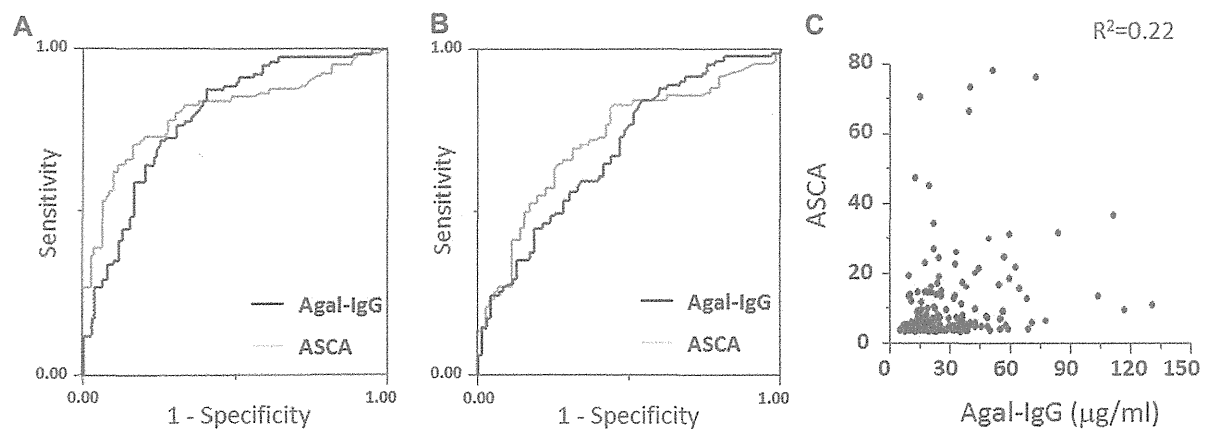 A
1.00
Sensitivity
0.00
0.00
1.00
1 - Specificity
Agal-IgG
ASCA
B
1.00
Sensitivity
0.00
0.00
1.00
1 - Specificity
Agal-IgG
ASCA
C
R²=0.22
80
60
40
20
0
ASCA
0 30 60 90 120 150
Agal-IgG (µg/ml)